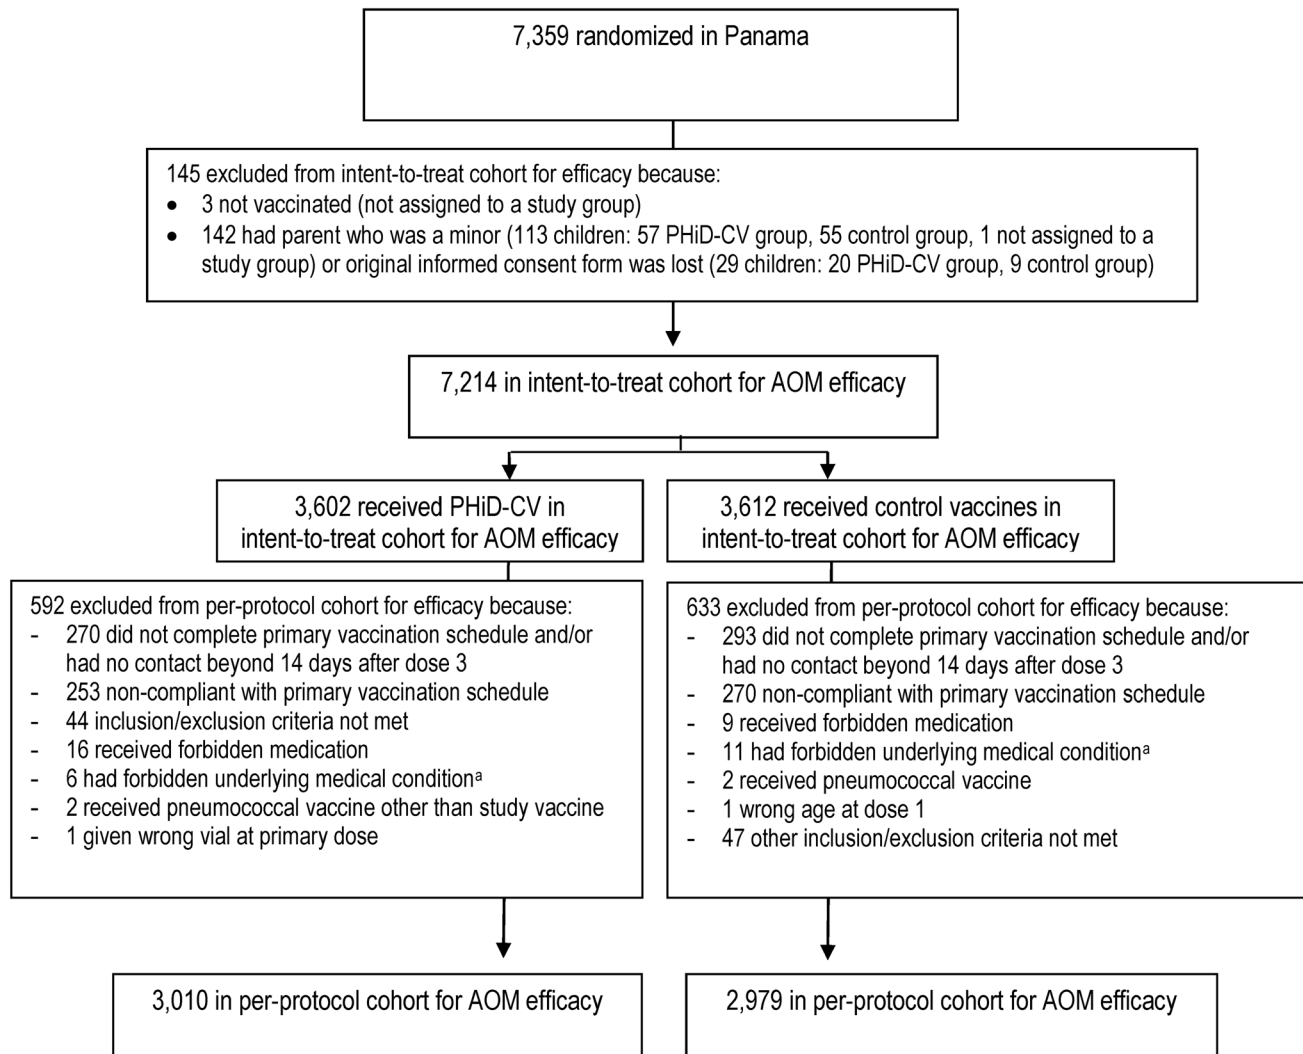 7,359 randomized in Panama
145 excluded from intent-to-treat cohort for efficacy because:
• 3 not vaccinated (not assigned to a study group)
• 142 had parent who was a minor (113 children: 57 PHiD-CV group, 55 control group, 1 not assigned to a
study group) or original informed consent form was lost (29 children: 20 PHiD-CV group, 9 control group)
7,214 in intent-to-treat cohort for AOM efficacy
3,602 received PHiD-CV in
intent-to-treat cohort for AOM efficacy
3,612 received control vaccines in
intent-to-treat cohort for AOM efficacy
592 excluded from per-protocol cohort for efficacy because:
- 270 did not complete primary vaccination schedule and/or
had no contact beyond 14 days after dose 3
- 253 non-compliant with primary vaccination schedule
- 44 inclusion/exclusion criteria not met
- 16 received forbidden medication
- 6 had forbidden underlying medical conditionᵃ
- 2 received pneumococcal vaccine other than study vaccine
- 1 given wrong vial at primary dose
633 excluded from per-protocol cohort for efficacy because:
- 293 did not complete primary vaccination schedule and/or
had no contact beyond 14 days after dose 3
- 270 non-compliant with primary vaccination schedule
- 9 received forbidden medication
- 11 had forbidden underlying medical conditionᵃ
- 2 received pneumococcal vaccine
- 1 wrong age at dose 1
- 47 other inclusion/exclusion criteria not met
3,010 in per-protocol cohort for AOM efficacy
2,979 in per-protocol cohort for AOM efficacy